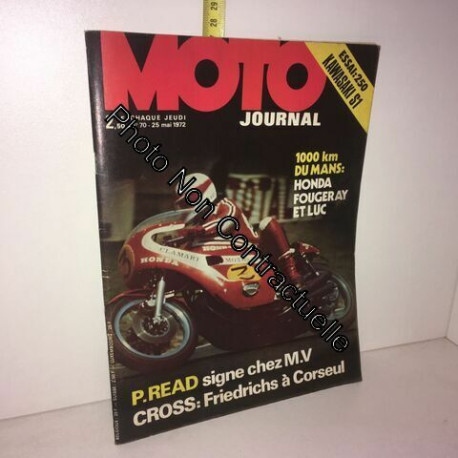 28 29
MOTO
JOURNAL
ESSAI: 250
KAWASAKI S1
CHAQUE JEUDI
2,50
70 - 25 mai 1972
1000 km
DU MANS:
HONDA
FOUGERAY
ET LUC
CLAMART
HONDA
P.READ signe chez M.V
CROSS: Friedrichs à Corseul
Photo Non Contractuelle